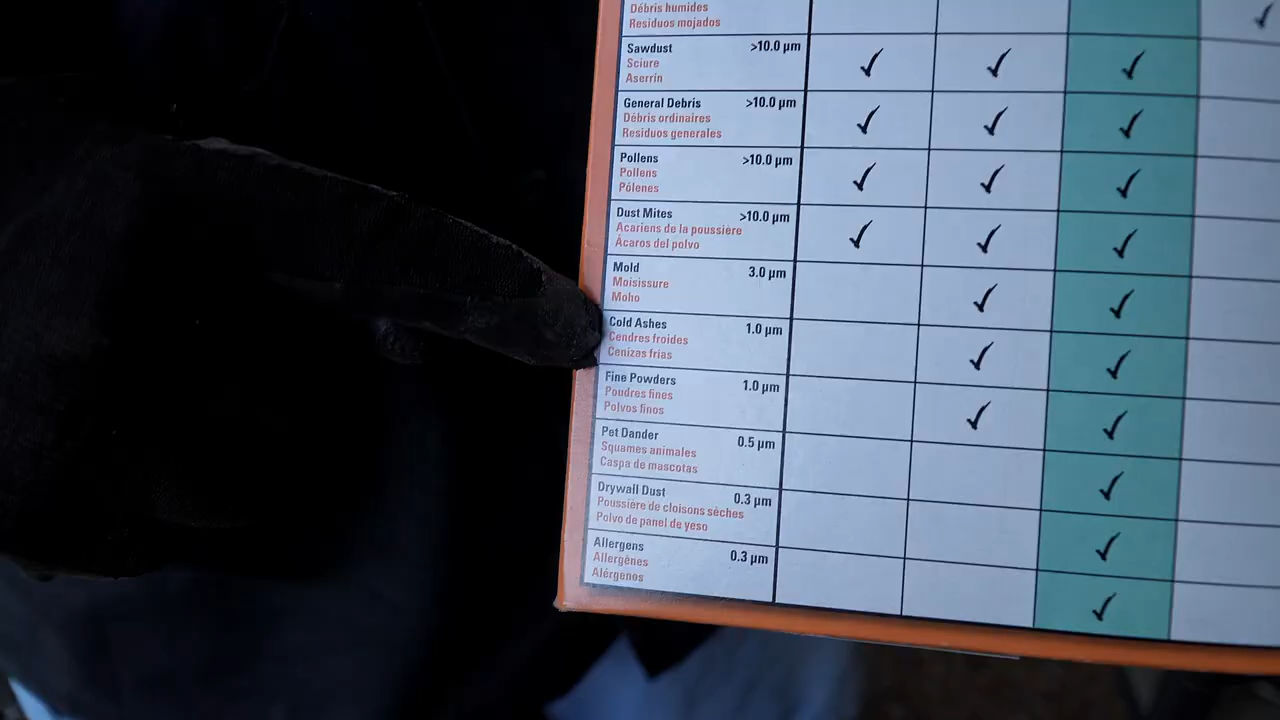 Débris humides
Residuos mojados
Sawdust >10.0 µm
Sciure
Aserrín
General Debris >10.0 µm
Débris ordinaires
Residuos generales
Pollens >10.0 µm
Pollens
Pólenes
Dust Mites >10.0 µm
Acariens de la poussière
Ácaros del polvo
Mold 3.0 µm
Moisissure
Moho
Cold Ashes 1.0 µm
Cendres froides
Cenizas frías
Fine Powders 1.0 µm
Poudres fines
Polvos finos
Pet Dander 0.5 µm
Squames animales
Caspa de mascotas
Drywall Dust 0.3 µm
Poussière de cloisons sèches
Polvo de panel de yeso
Allergens 0.3 µm
Allergènes
Alérgenos